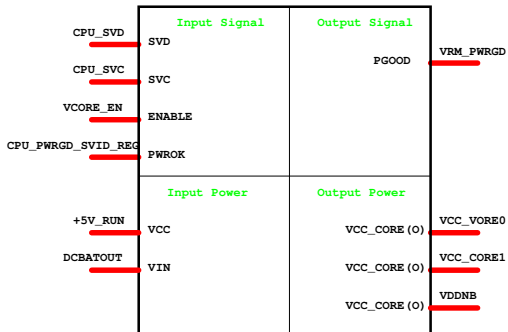 Input Signal
Output Signal
CPU_SVD
SVD
CPU_SVC
SVC
VCORE_EN
ENABLE
CPU_PWRGD_SVID_REG
PWROK
PGOOD
VRM_PWRGD
Input Power
Output Power
+5V_RUN
VCC
DCBATOUT
VIN
VCC_CORE(O)
VCC_VORE0
VCC_CORE(O)
VCC_CORE1
VCC_CORE(O)
VDDNB